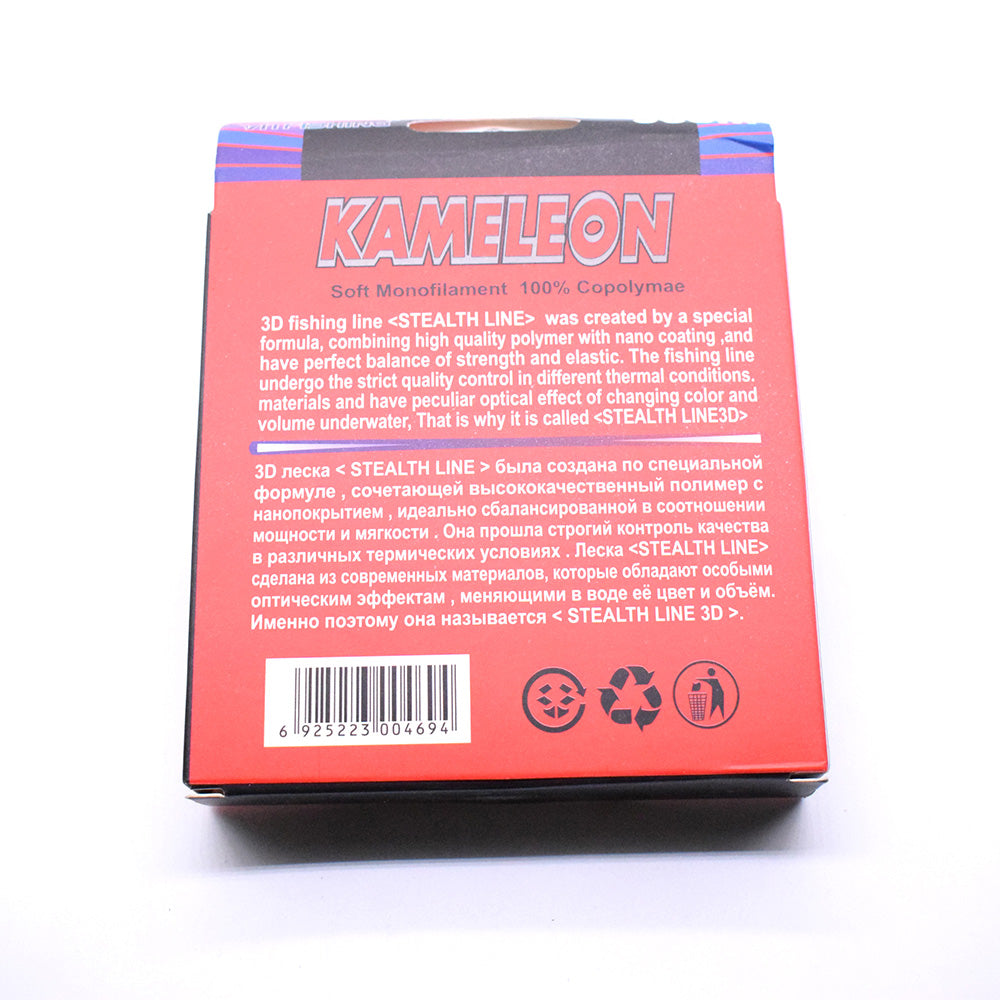 KAMELEON
Soft Monofilament 100% Copolymae
3D fishing line <STEALTH LINE> was created by a special
formula, combining high quality polymer with nano coating ,and
have perfect balance of strength and elastic. The fishing line
undergo the strict quality control in different thermal conditions.
materials and have peculiar optical effect of changing color and
volume underwater, That is why it is called <STEALTH LINE3D>
3D леска < STEALTH LINE > была создана по специальной
формуле , сочетающей высококачественный полимер с
нанопокрытием , идеально сбалансированной в соотношении
мощности и мягкости . Она прошла строгий контроль качества
в различных термических условиях . Леска <STEALTH LINE>
сделана из современных материалов, которые обладают особыми
оптическим эффектам , меняющими в воде её цвет и объём.
Именно поэтому она называется < STEALTH LINE 3D >.
6 925223 004694